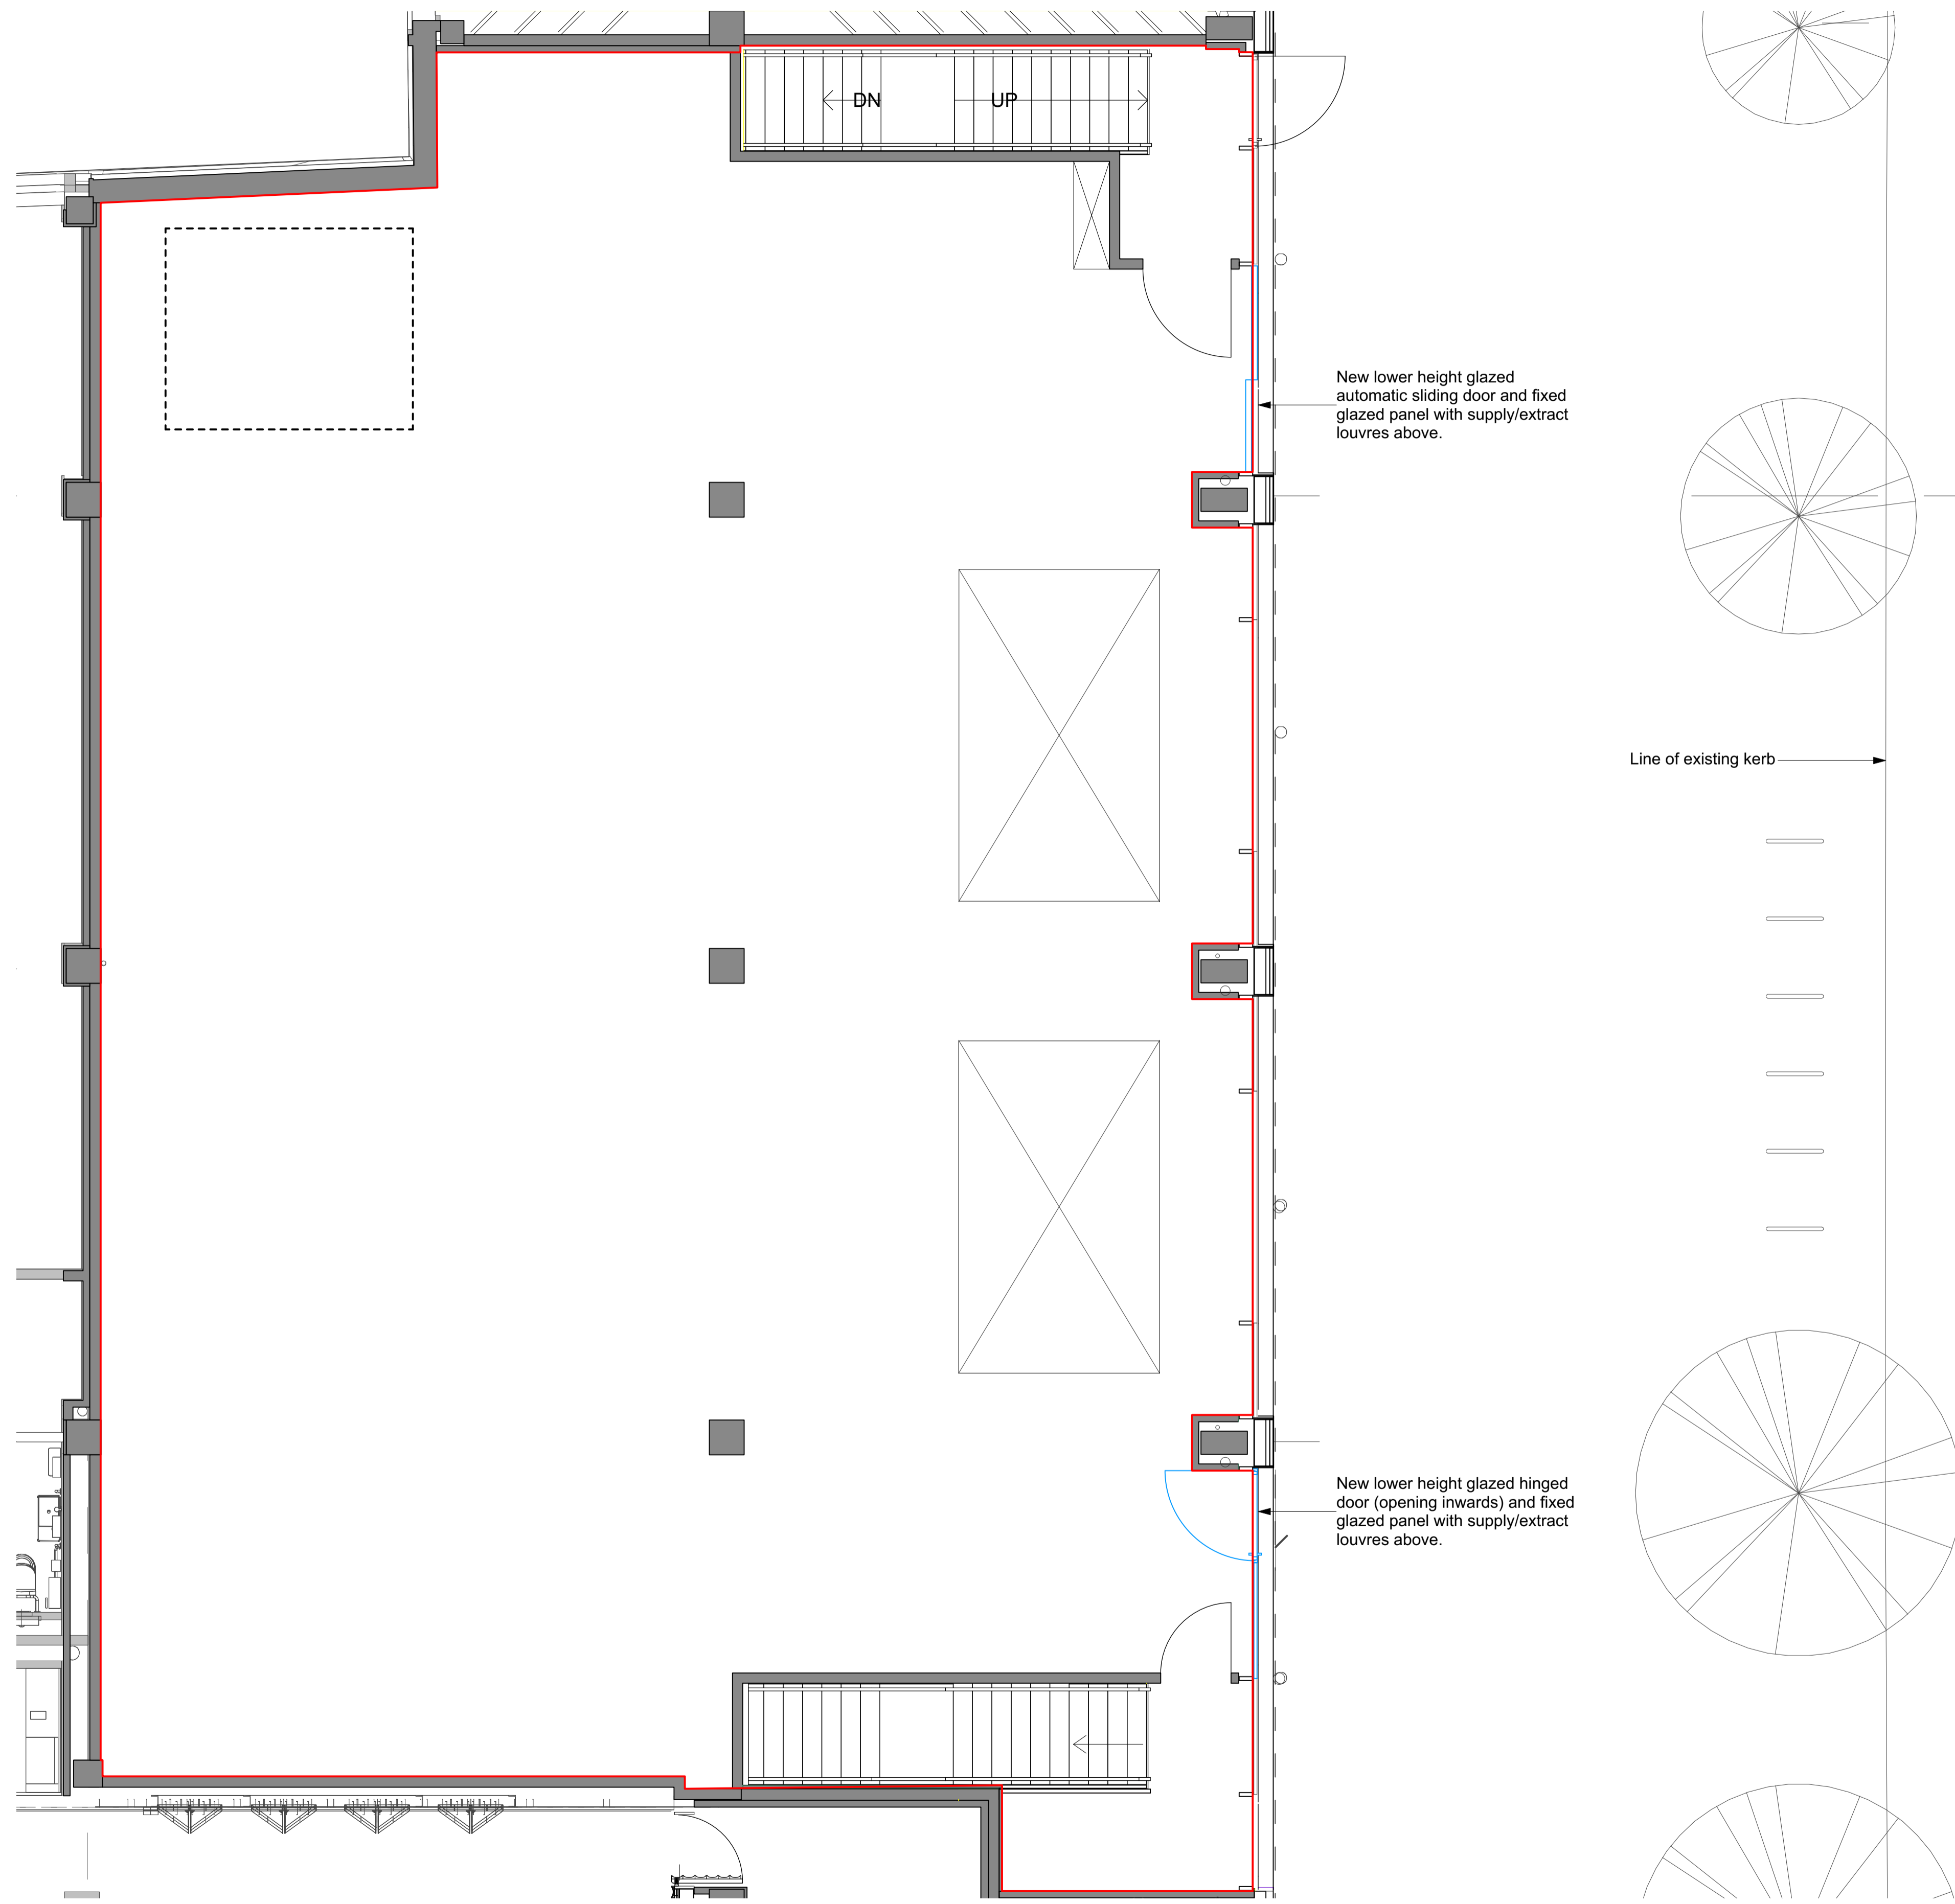 DN
UP
New lower height glazed
automatic sliding door and fixed
glazed panel with supply/extract
louvres above.
Line of existing kerb
New lower height glazed hinged
door (opening inwards) and fixed
glazed panel with supply/extract
louvres above.